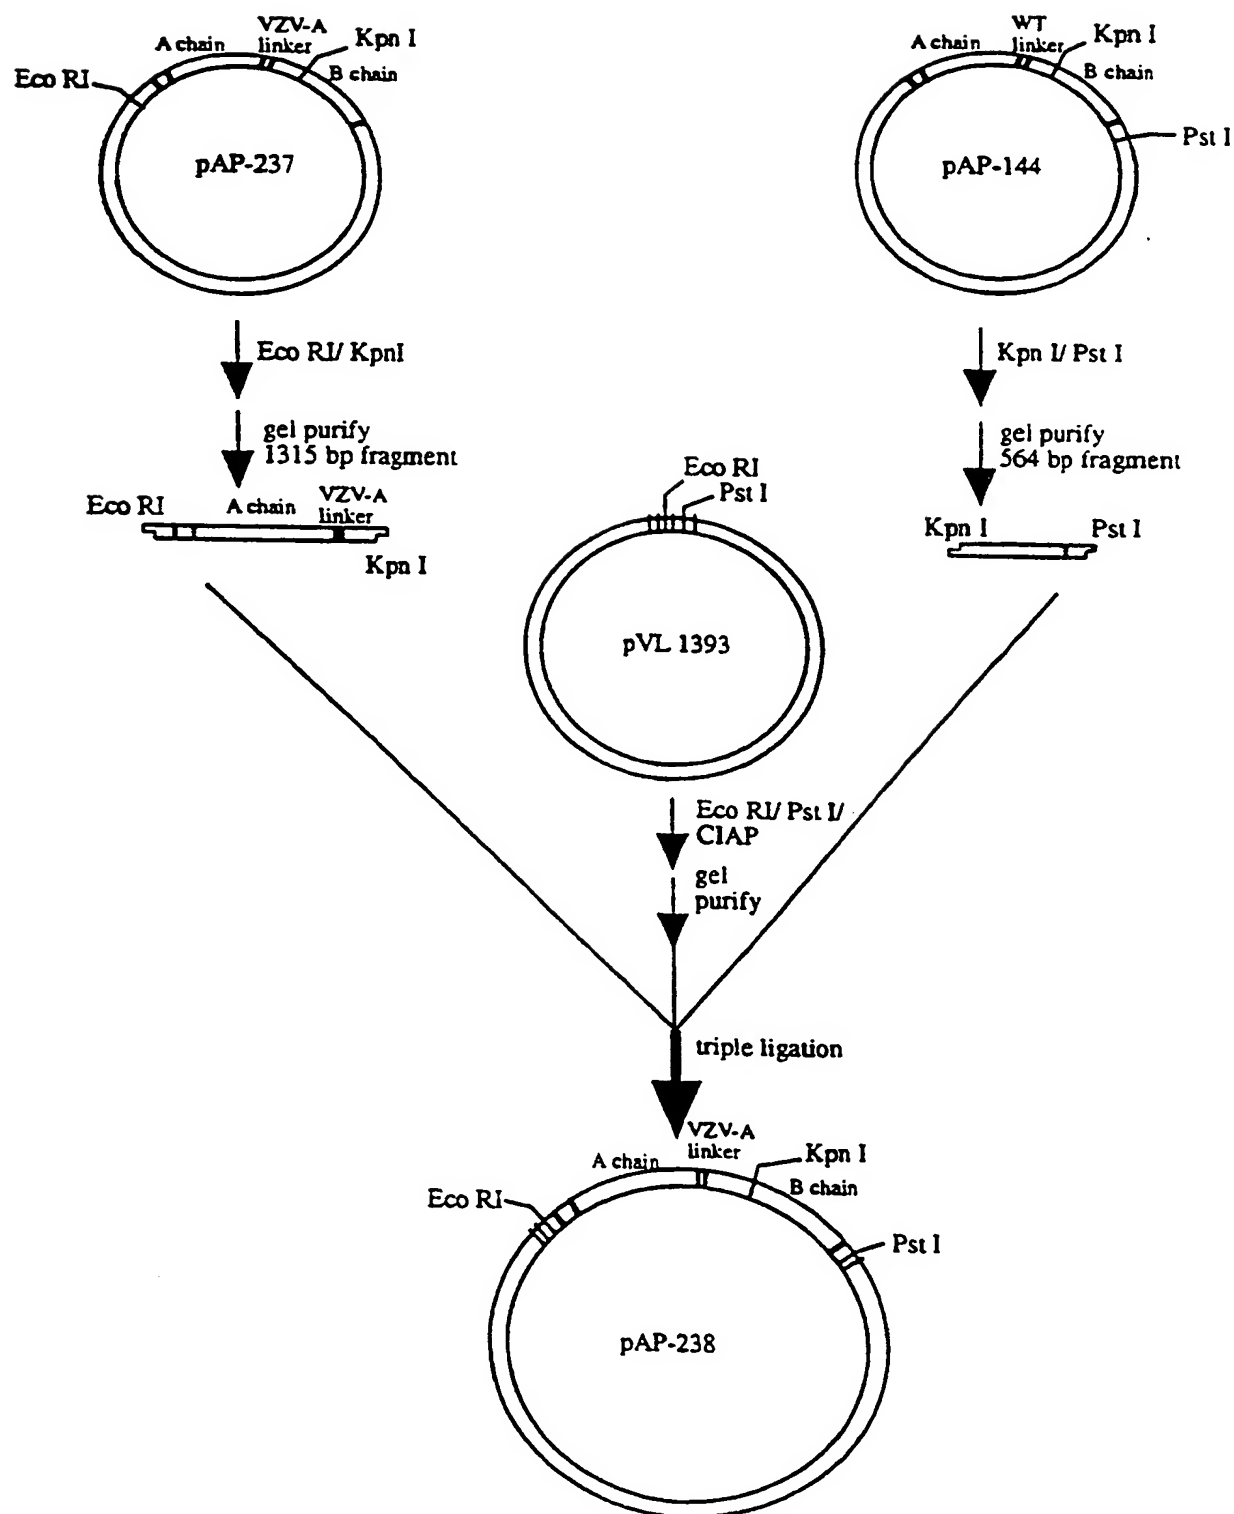 VZV-A
linker
A chain
Kpn I
B chain
Eco RI
pAP-237
WT
linker
A chain
Kpn I
B chain
Pst I
pAP-144
Eco RI/ KpnI
Kpn I/ Pst I
gel purify
1315 bp fragment
gel purify
564 bp fragment
Eco RI
A chain
VZV-A
linker
Kpn I
Kpn I
Pst I
Eco RI
Pst I
pVL 1393
Eco RI/ Pst I/
CIAP
gel
purify
triple ligation
VZV-A
linker
A chain
Kpn I
B chain
Eco RI
Pst I
pAP-238